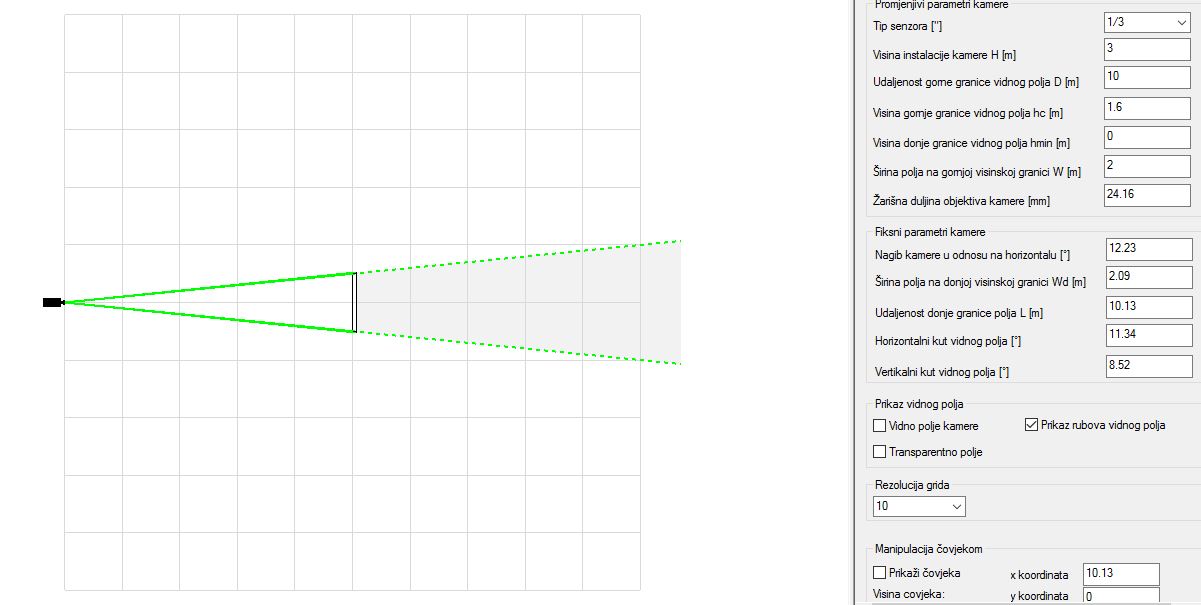 Promjenjivi parametri kamere
Tip senzora ["] 1/3
Visina instalacije kamere H [m] 3
Udaljenost gorne granice vidnog polja D [m] 10
Visina gornje granice vidnog polja hc [m] 1.6
Visina donje granice vidnog polja hmin [m] 0
Širina polja na gornjoj visinskoj granici W [m] 2
Žarišna duljina objektiva kamere [mm] 24.16
Fiksni parametri kamere
Nagib kamere u odnosu na horizontalu [°] 12.23
Širina polja na donjoj visinskoj granici Wd [m] 2.09
Udaljenost donje granice polja L [m] 10.13
Horizontalni kut vidnog polja [°] 11.34
Vertikalni kut vidnog polja [°] 8.52
Prikaz vidnog polja
Vidno polje kamere Prikaz rubova vidnog polja
Transparentno polje
Rezolucija grida
10
Manipulacija čovjekom
Prikaži čovjeka x koordinata 10.13
Visina covjeka: y koordinata 0